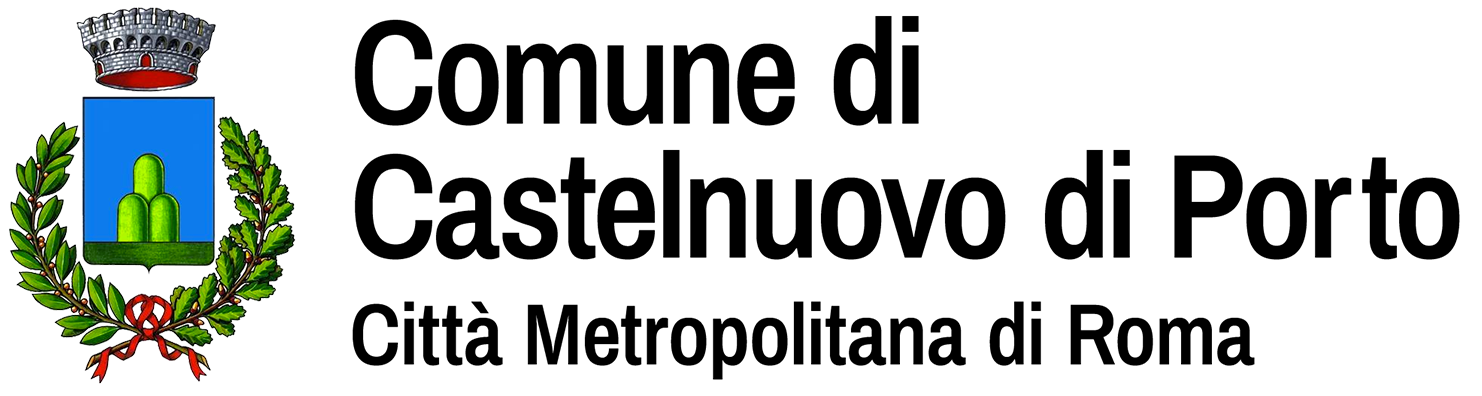 Comune di
Castelnuovo di Porto
Città Metropolitana di Roma